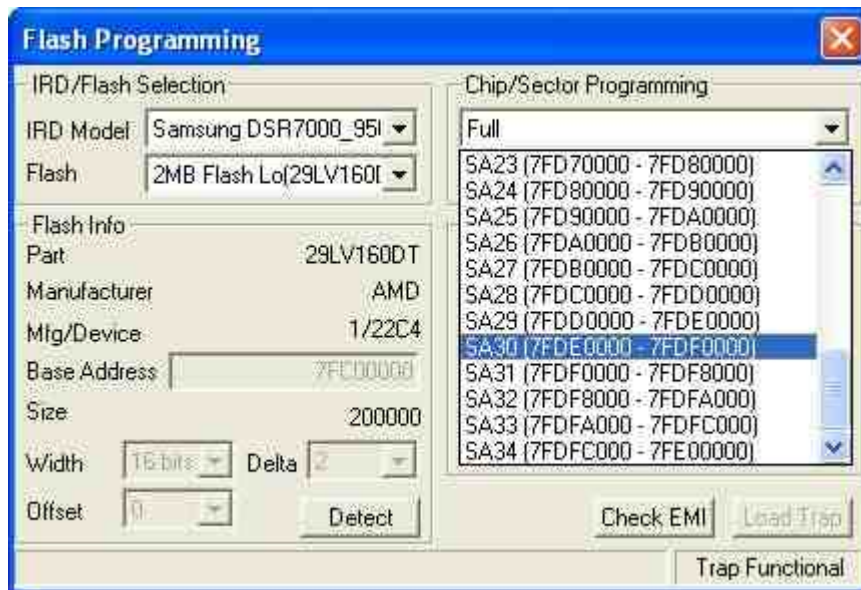 Flash Programming
IRD/Flash Selection
IRD Model Samsung DSR7000_95
Flash 2MB Flash Lo(29LV160
Flash Info
Part 29LV160DT
Manufacturer AMD
Mfg/Device 1/22C4
Base Address 7FC00000
Size 200000
Width 16 bits Delta 2
Offset 0 Detect
Chip/Sector Programming
Full
SA23 (7FD70000 - 7FD80000)
SA24 (7FD80000 - 7FD90000)
SA25 (7FD90000 - 7FDA0000)
SA26 (7FDA0000 - 7FDB0000)
SA27 (7FDB0000 - 7FDC0000)
SA28 (7FDC0000 - 7FDD0000)
SA29 (7FDD0000 - 7FDE0000)
SA30 (7FDE0000 - 7FDF0000)
SA31 (7FDF0000 - 7FDF8000)
SA32 (7FDF8000 - 7FDFA000)
SA33 (7FDFA000 - 7FDFC000)
SA34 (7FDFC000 - 7FE00000)
Check EMI Load Trap
Trap Functional